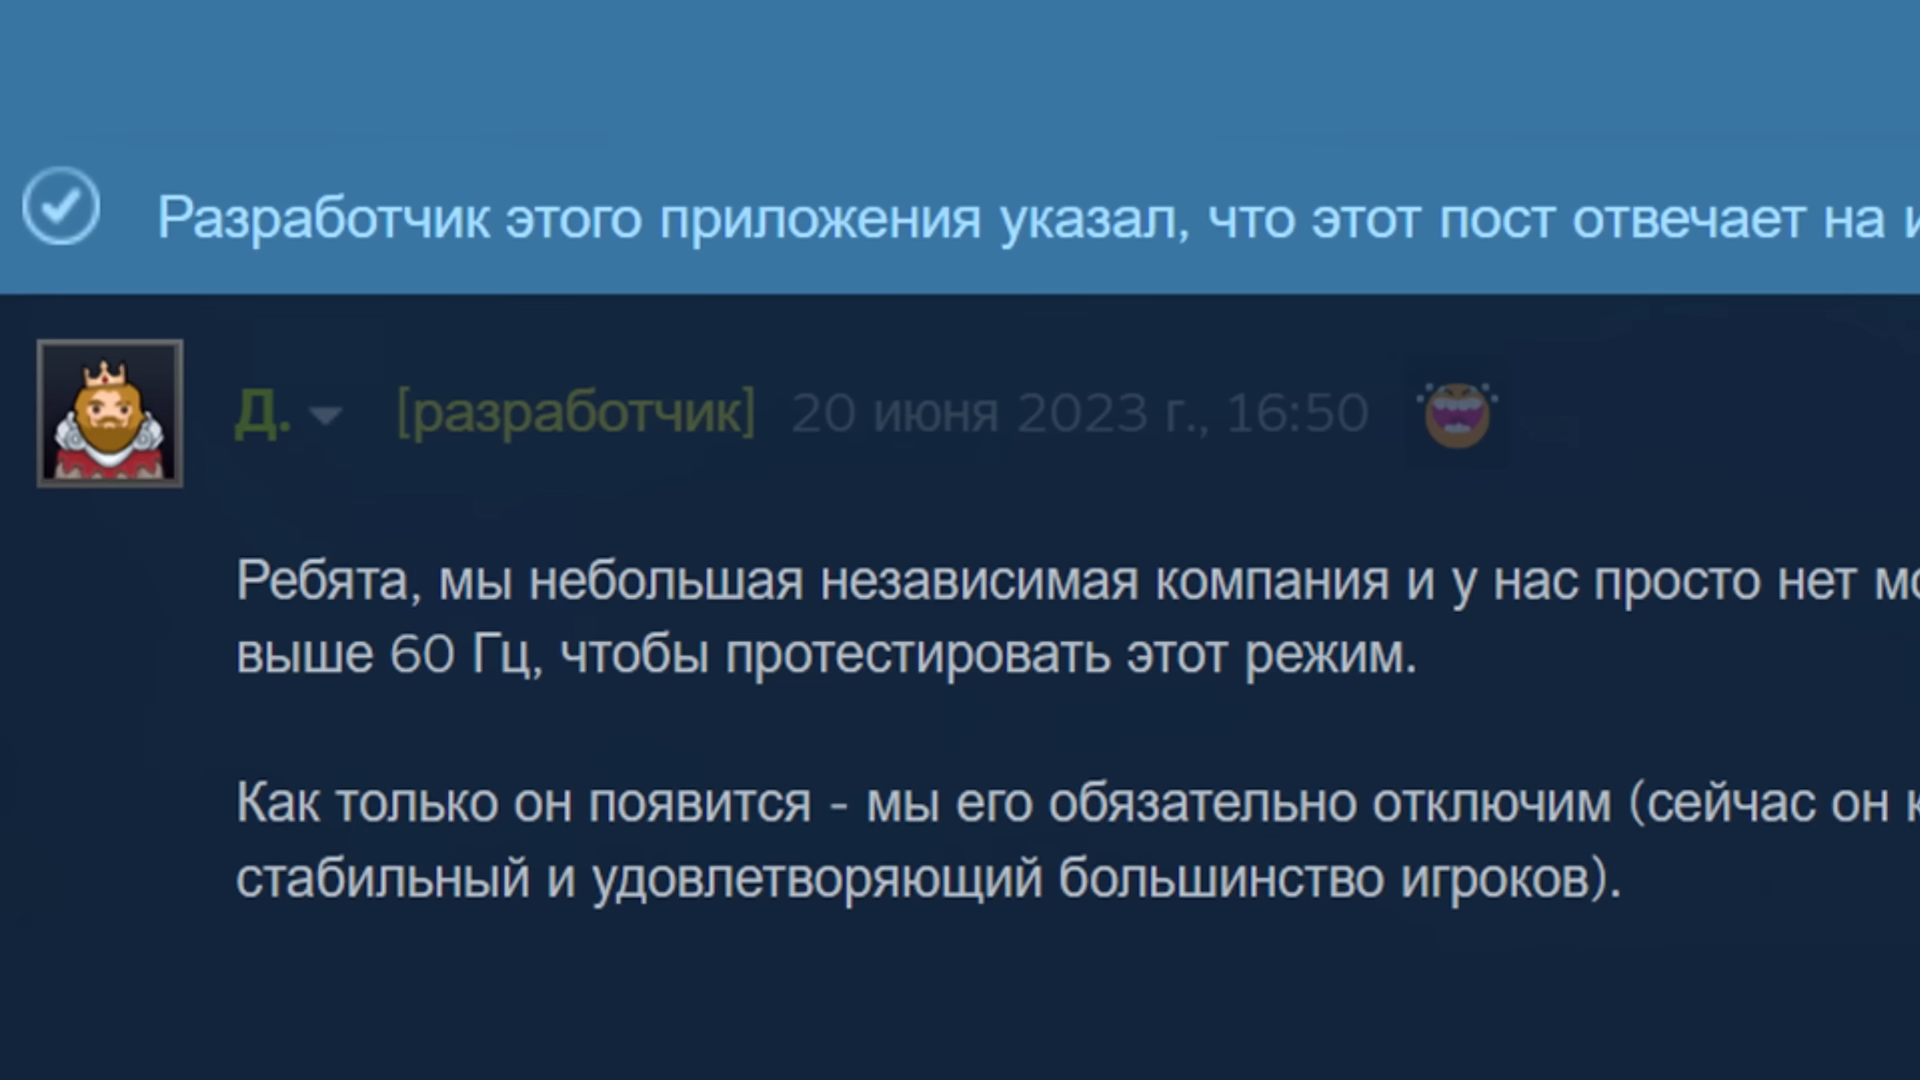 Разработчик этого приложения указал, что этот пост отвечает на
Д. [разработчик] 20 июня 2023 г., 16:50
Ребята, мы небольшая независимая компания и у нас просто нет
выше 60 Гц, чтобы протестировать этот режим.
Как только он появится - мы его обязательно отключим (сейчас он
стабильный и удовлетворяющий большинство игроков).